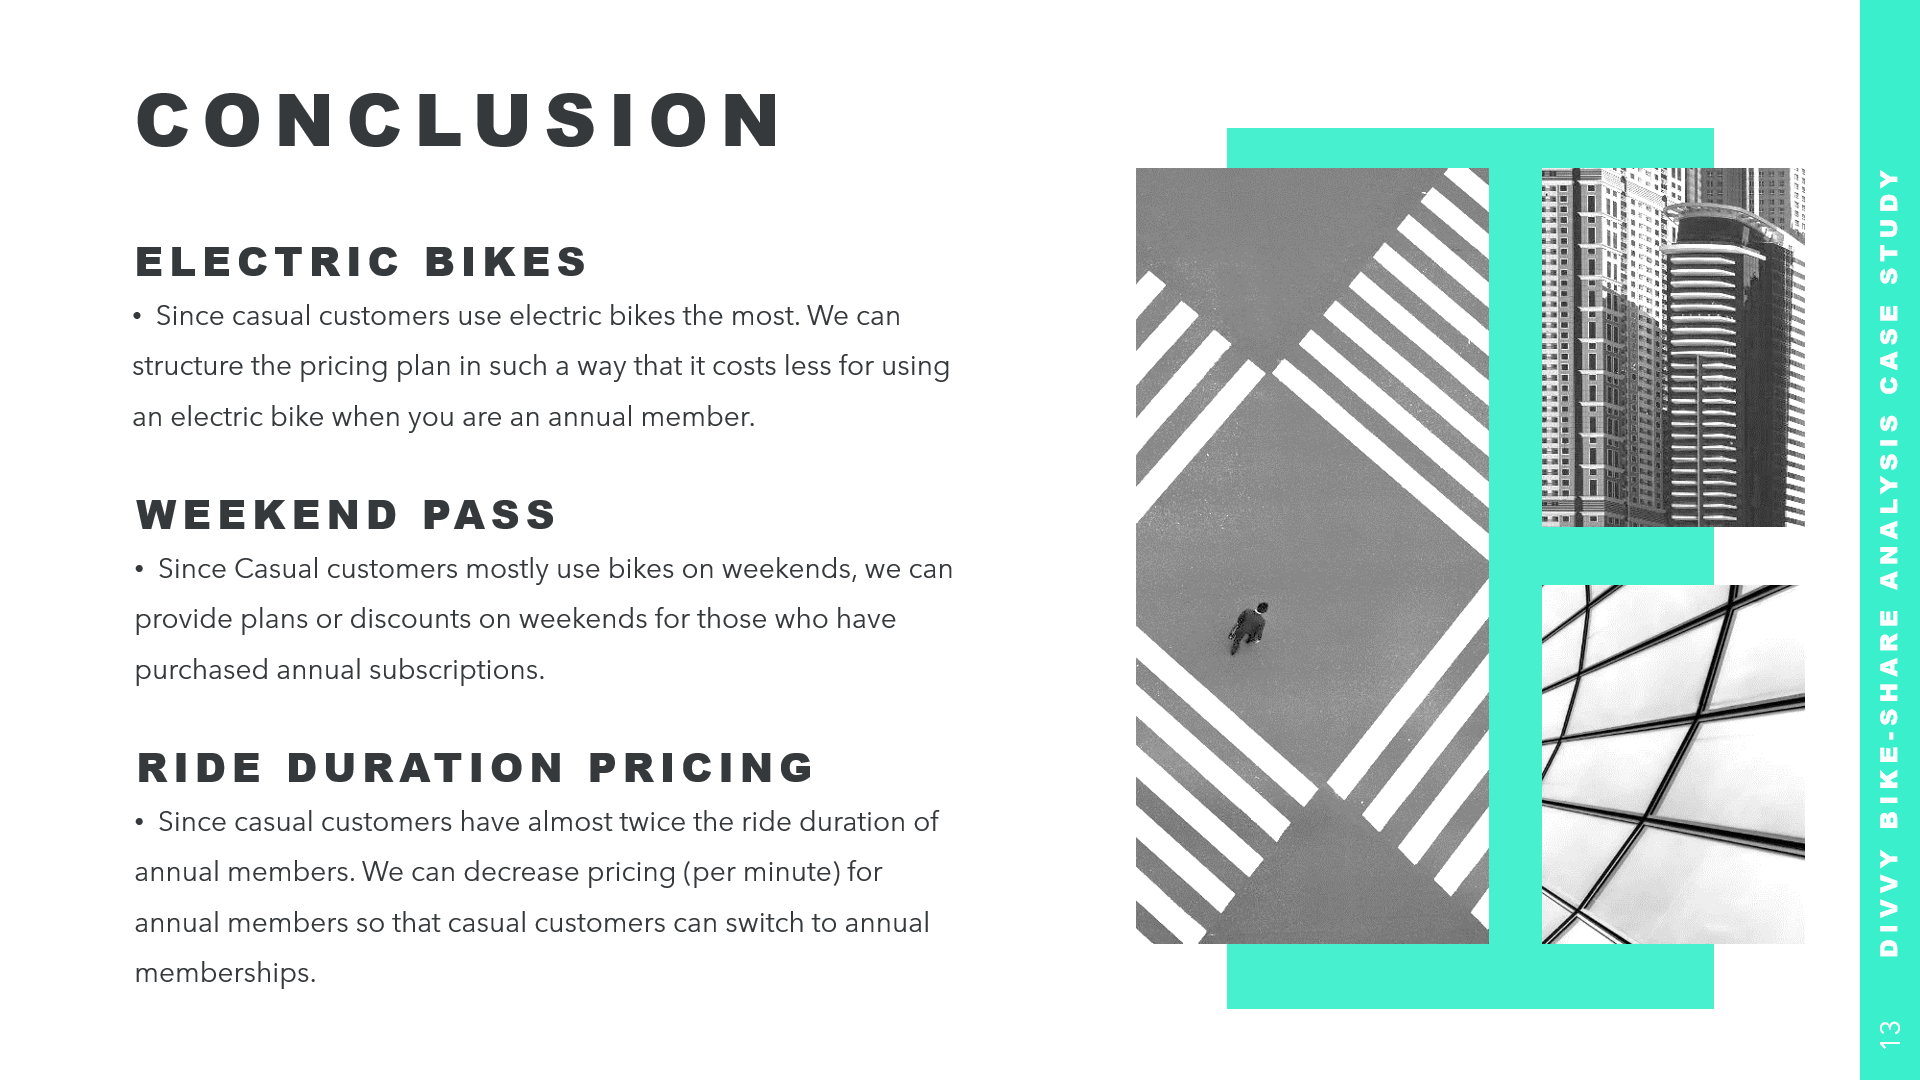 CONCLUSION
ELECTRIC BIKES
• Since casual customers use electric bikes the most. We can
structure the pricing plan in such a way that it costs less for using
an electric bike when you are an annual member.
WEEKEND PASS
• Since Casual customers mostly use bikes on weekends, we can
provide plans or discounts on weekends for those who have
purchased annual subscriptions.
RIDE DURATION PRICING
• Since casual customers have almost twice the ride duration of
annual members. We can decrease pricing (per minute) for
annual members so that casual customers can switch to annual
memberships.
DIVVY BIKE-SHARE ANALYSIS CASE STUDY
13